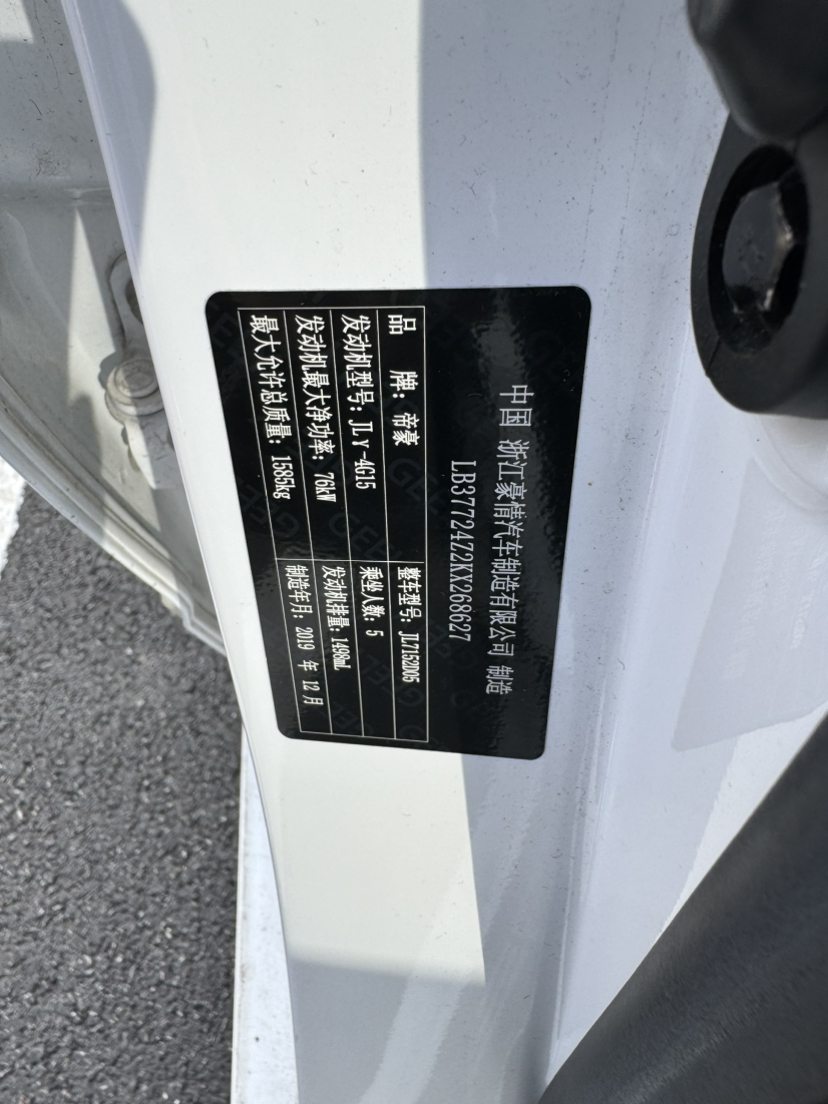 中国 浙江豪情汽车制造有限公司 制造
LB37724Z2KX268627
品 牌：帝豪 整车型号：JL7152D05
发动机型号：JLγ-4G15 乘坐人数：5
发动机最大净功率：76kW 发动机排量：1498mL
最大允许总质量：1585kg 制造年月：2019 年 12 月